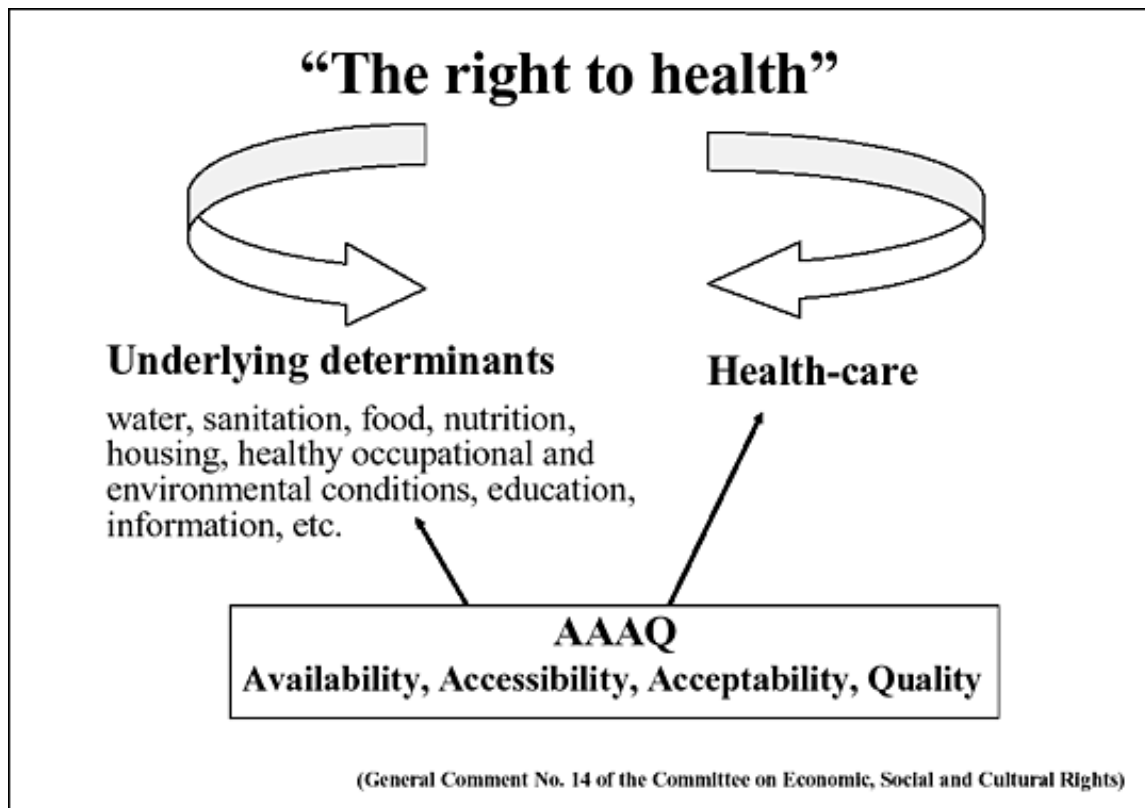 “The right to health”
Underlying determinants
water, sanitation, food, nutrition,
housing, healthy occupational and
environmental conditions, education,
information, etc.
Health-care
AAAQ
Availability, Accessibility, Acceptability, Quality
(General Comment No. 14 of the Committee on Economic, Social and Cultural Rights)